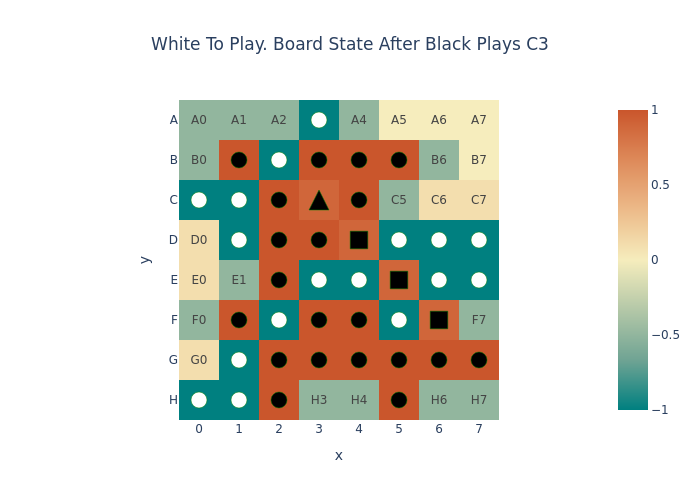 White To Play. Board State After Black Plays C3
A A0 A1 A2 A4 A5 A6 A7
B B0 B6 B7
C C5 C6 C7
D D0
E E0 E1
F F0 F7
G G0
H H3 H4 H6 H7
0 1 2 3 4 5 6 7
x
y
1
0.5
0
−0.5
−1